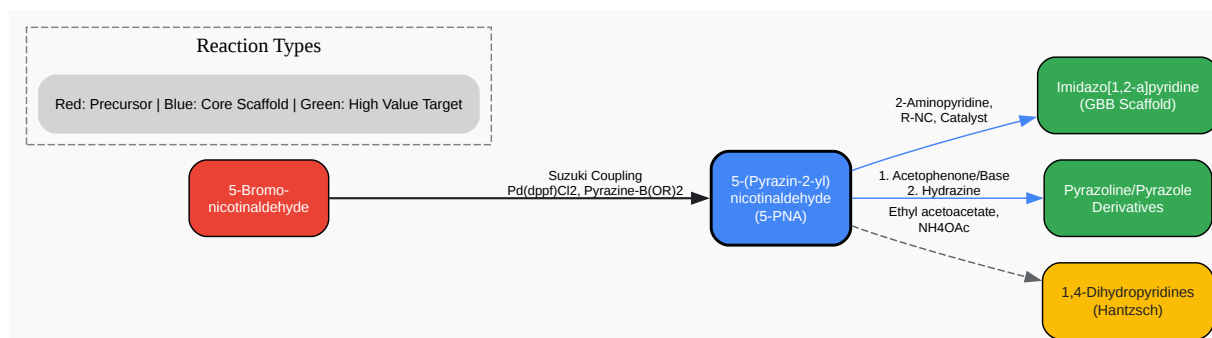 Reaction Types
Red: Precursor | Blue: Core Scaffold | Green: High Value Target
5-Bromo-
nicotinaldehyde
Suzuki Coupling
Pd(dppf)Cl2, Pyrazine-B(OR)2
5-(Pyrazin-2-yl)
nicotinaldehyde
(5-PNA)
2-Aminopyridine,
R-NC, Catalyst
Imidazo[1,2-a]pyridine
(GBB Scaffold)
1. Acetophenone/Base
2. Hydrazine
Pyrazoline/Pyrazole
Derivatives
Ethyl acetoacetate,
NH4OAc
1,4-Dihydropyridines
(Hantzsch)